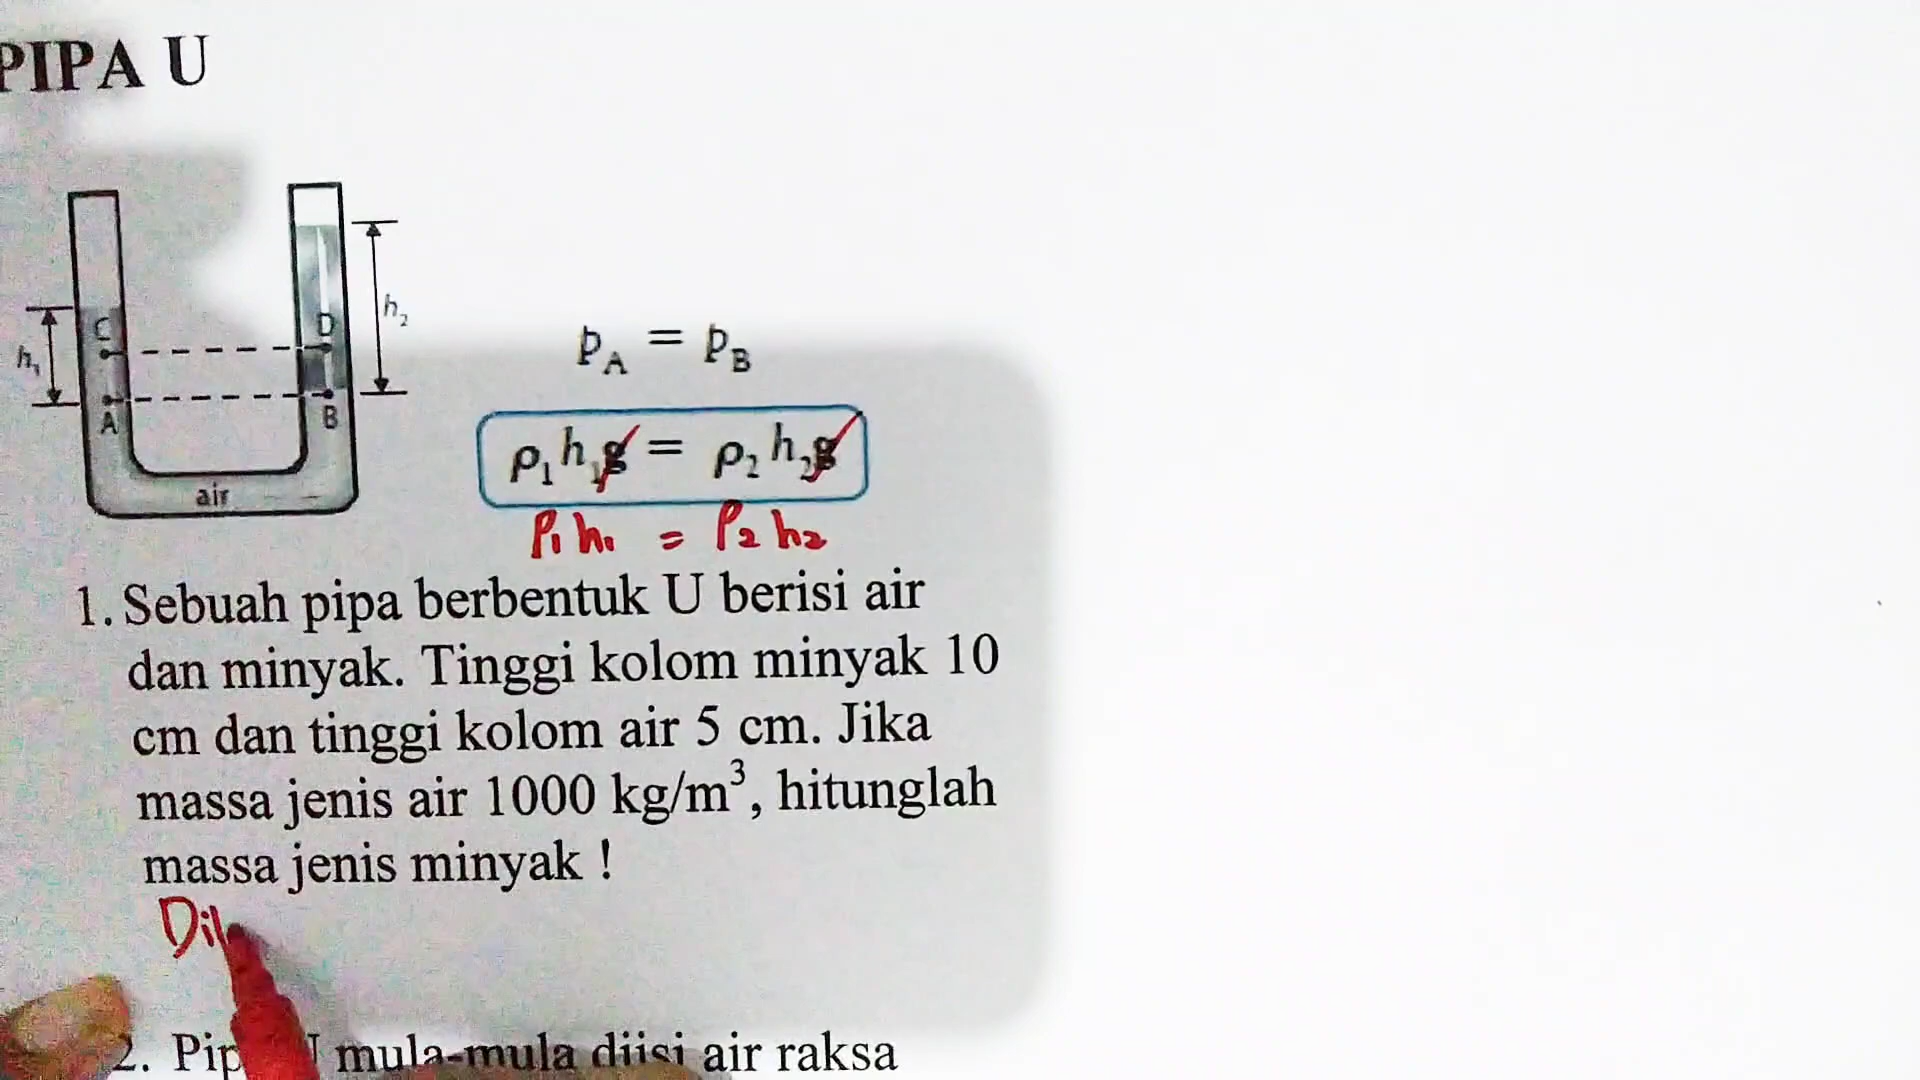 PIPA U
h₂
C
D
h₁
A
B
air
p_A = p_B
ρ₁h₁g = ρ₂h₂g
ρ₁h₁ = ρ₂h₂
1. Sebuah pipa berbentuk U berisi air
dan minyak. Tinggi kolom minyak 10
cm dan tinggi kolom air 5 cm. Jika
massa jenis air 1000 kg/m³, hitunglah
massa jenis minyak !
2. mula-mula diisi air raksa